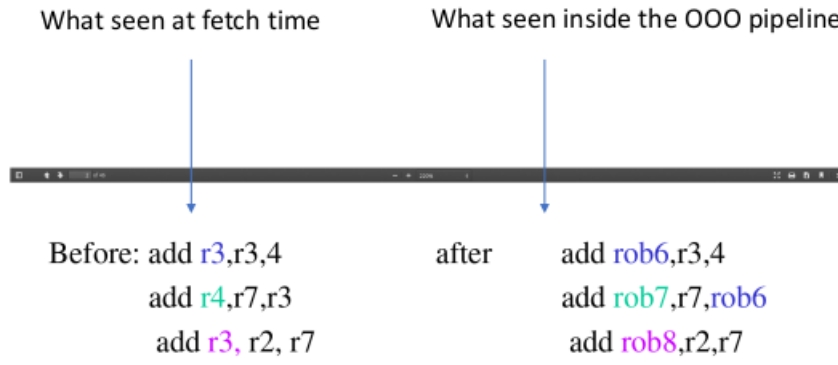 What seen at fetch time
What seen inside the OOO pipeline
220%
Before: add r3,r3,4
add r4,r7,r3
add r3, r2, r7
after add rob6,r3,4
add rob7,r7,rob6
add rob8,r2,r7